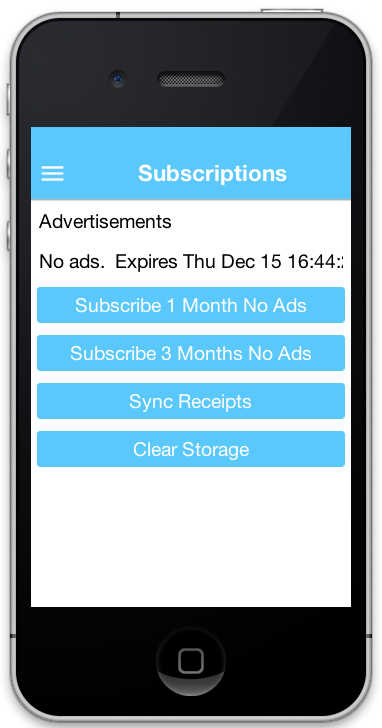 Subscriptions
Advertisements
No ads. Expires Thu Dec 15 16:44:
Subscribe 1 Month No Ads
Subscribe 3 Months No Ads
Sync Receipts
Clear Storage